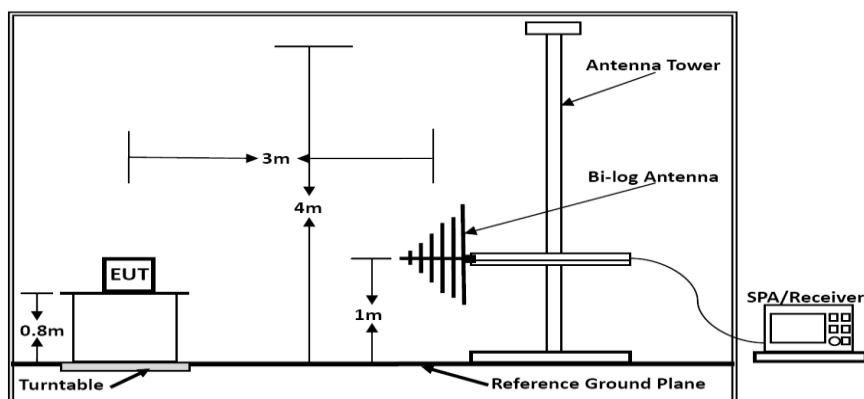 Antenna Tower
3m
Bi-log Antenna
4m
EUT
SPA/Receiver
0.8m
1m
Turntable
Reference Ground Plane